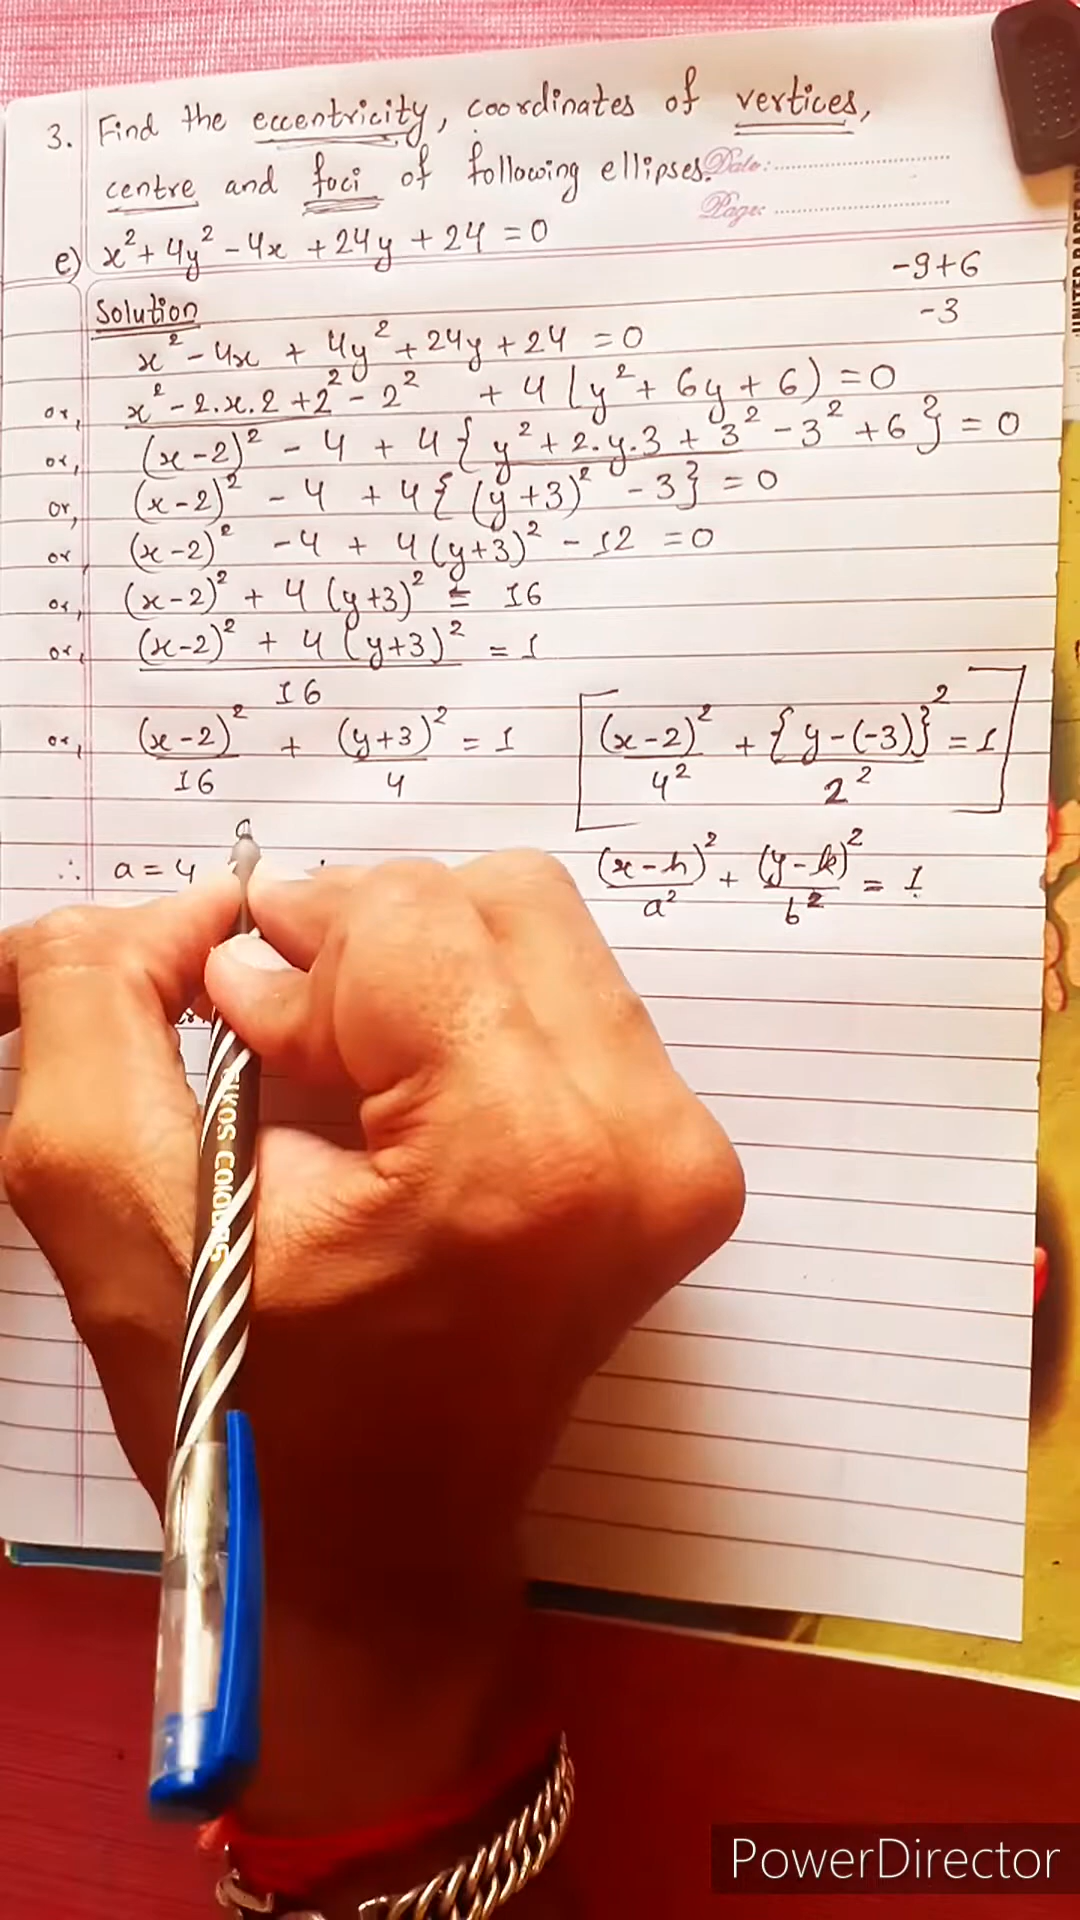 3. Find the eccentricity, coordinates of vertices,
centre and foci of following ellipses.
Date:
Page:
e) x² + 4y² - 4x + 24y + 24 = 0
-9+6
-3
Solution
x² - 4x + 4y² + 24y + 24 = 0
or, x² - 2.x.2 + 2² - 2² + 4(y² + 6y + 6) = 0
or, (x-2)² - 4 + 4{y² + 2.y.3 + 3² - 3² + 6} = 0
or, (x-2)² - 4 + 4{(y+3)² - 3} = 0
or, (x-2)² - 4 + 4(y+3)² - 12 = 0
or, (x-2)² + 4(y+3)² = 16
or, (x-2)² + 4(y+3)² / 16 = 1
or, (x-2)²/16 + (y+3)²/4 = 1
[(x-2)²/4² + {y-(-3)}²/2² = 1]
∴ a = 4
(x-h)²/a² + (y-k)²/b² = 1
PowerDirector